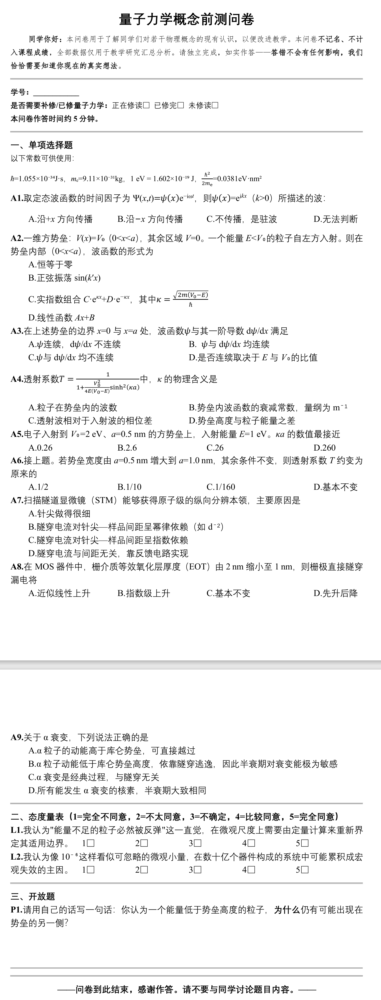 量子力学概念前测问卷
同学你好：本问卷用于了解同学们对若干物理概念的现有认识，以便改进教学。本问卷不记名、不计
入课程成绩，全部数据仅用于教学研究汇总分析。请独立完成，如实作答——答错不会有任何影响，我们
恰恰需要知道你现在的真实想法。
学号：___________
是否需要补修/已修量子力学：正在修读□ 已修完□ 未修读□
本问卷作答时间约 5 分钟。
一、单项选择题
以下常数可供使用：
ℏ=1.055×10⁻³⁴J·s，mₑ=9.11×10⁻³¹kg，1 eV = 1.602×10⁻¹⁹ J，ℏ²/2mₑ=0.0381eV·nm²
A1.取定态波函数的时间因子为 Ψ(x,t)=ψ(x)e⁻ⁱωᵗ，则ψ(x)=eⁱᵏˣ（k>0）所描述的波：
A.沿+x 方向传播 B.沿−x 方向传播 C.不传播，是驻波 D.无法判断
A2.一维方势垒：V(x)=V₀（0<x<a），其余区域 V=0。一个能量 E<V₀的粒子自左方入射。则在
势垒内部（0<x<a），波函数的形式为
A.恒等于零
B.正弦振荡 sin(k′x)
C.实指数组合 C·e^κx+D·e^−κx，其中κ = √2m(V₀−E)/ℏ
D.线性函数 Ax+B
A3.在上述势垒的边界 x=0 与 x=a 处，波函数ψ与其一阶导数 dψ/dx 满足
A.ψ连续，dψ/dx 不连续 B. ψ与 dψ/dx 均连续
C.ψ与 dψ/dx 均不连续 D.是否连续取决于 E 与 V₀的比值
A4.透射系数T = 1/(1+V₀²/4E(V₀−E) sinh²(κa))中，κ 的物理含义是
A.粒子在势垒内的波数 B.势垒内波函数的衰减常数，量纲为 m⁻¹
C.透射波相对于入射波的相位差 D.势垒高度与粒子能量之差
A5.电子入射到 V₀=2 eV、a=0.5 nm 的方势垒上，入射能量 E=1 eV。κa 的数值最接近
A.0.26 B.2.6 C.26 D.260
A6.接上题。若势垒宽度由 a=0.5 nm 增大到 a=1.0 nm，其余条件不变，则透射系数 T 约变为
原来的
A.1/2 B.1/10 C.1/160 D.基本不变
A7.扫描隧道显微镜（STM）能够获得原子级的纵向分辨本领，主要原因是
A.针尖做得很细
B.隧穿电流对针尖—样品间距呈幂律依赖（如 d⁻²）
C.隧穿电流对针尖—样品间距呈指数依赖
D.隧穿电流与间距无关，靠反馈电路实现
A8.在 MOS 器件中，栅介质等效氧化层厚度（EOT）由 2 nm 缩小至 1 nm，则栅极直接隧穿
漏电将
A.近似线性上升 B.指数级上升 C.基本不变 D.先升后降
A9.关于 α 衰变，下列说法正确的是
A.α 粒子的动能高于库仑势垒，可直接越过
B.α 粒子动能低于库仑势垒高度，依靠隧穿逃逸，因此半衰期对衰变能极为敏感
C.α 衰变是经典过程，与隧穿无关
D.所有能发生 α 衰变的核素，半衰期大致相同
二、态度量表（1=完全不同意，2=不太同意，3=不确定，4=比较同意，5=完全同意）
L1.我认为"能量不足的粒子必然被反弹"这一直觉，在微观尺度上需要由定量计算来重新界
定其适用边界。 1□ 2□ 3□ 4□ 5□
L2.我认为像 10⁻⁶这样看似可忽略的微观小量，在数十亿个器件构成的系统中可能累积成宏
观失效的主因。 1□ 2□ 3□ 4□ 5□
三、开放题
P1.请用自己的话写一句话：你认为一个能量低于势垒高度的粒子，为什么仍有可能出现在
势垒的另一侧？
——问卷到此结束，感谢作答。请不要与同学讨论题目内容。——